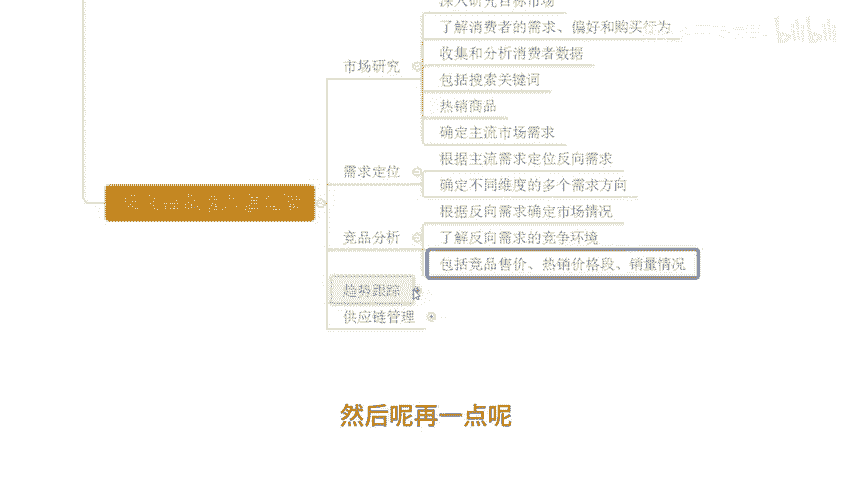 深入研究目标市场
了解消费者的需求、偏好和购买行为
bilibili
收集和分析消费者数据
市场研究
包括搜索关键词
热销商品
确定主流市场需求
根据主流需求定位反向需求
需求定位
确定不同维度的多个需求方向
根据反向需求确定市场情况
竞品分析
了解反向需求的竞争环境
包括竞品售价、热销价格段、销量情况
趋势跟踪
供应链管理
然后呢再一点呢